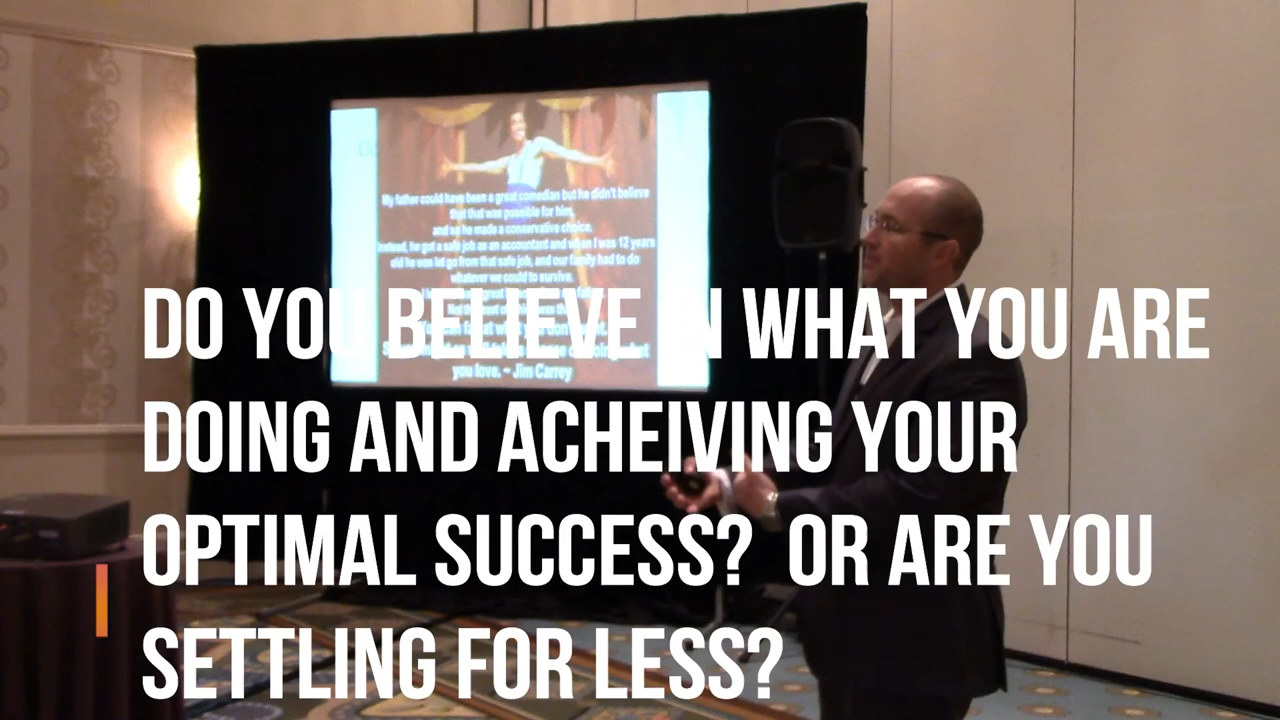 My father could have been a great comedian but he didn't believe
that that was possible for him,
and so he made a conservative choice.
Instead, he got a safe job as an accountant and when I was 12 years
old he was let go from that safe job, and our family had to do
whatever we could to survive.
great
you love. ~ Jim Carrey
DO YOU BELIEVE IN WHAT YOU ARE
DOING AND ACHEIVING YOUR
OPTIMAL SUCCESS? OR ARE YOU
SETTLING FOR LESS?